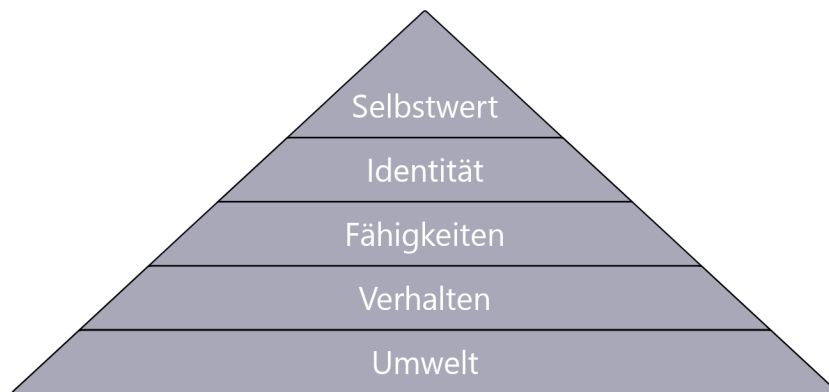 Selbstwert
Identität
Fähigkeiten
Verhalten
Umwelt